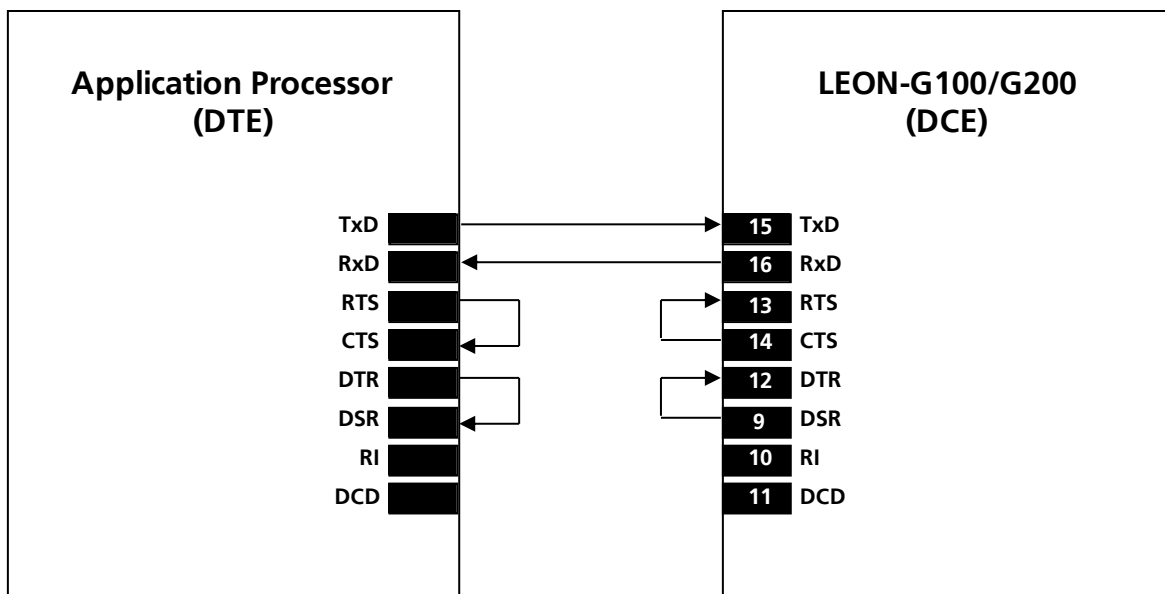 Application Processor
(DTE)
LEON-G100/G200
(DCE)
TxD 15 TxD
RxD 16 RxD
RTS 13 RTS
CTS 14 CTS
DTR 12 DTR
DSR 9 DSR
RI 10 RI
DCD 11 DCD